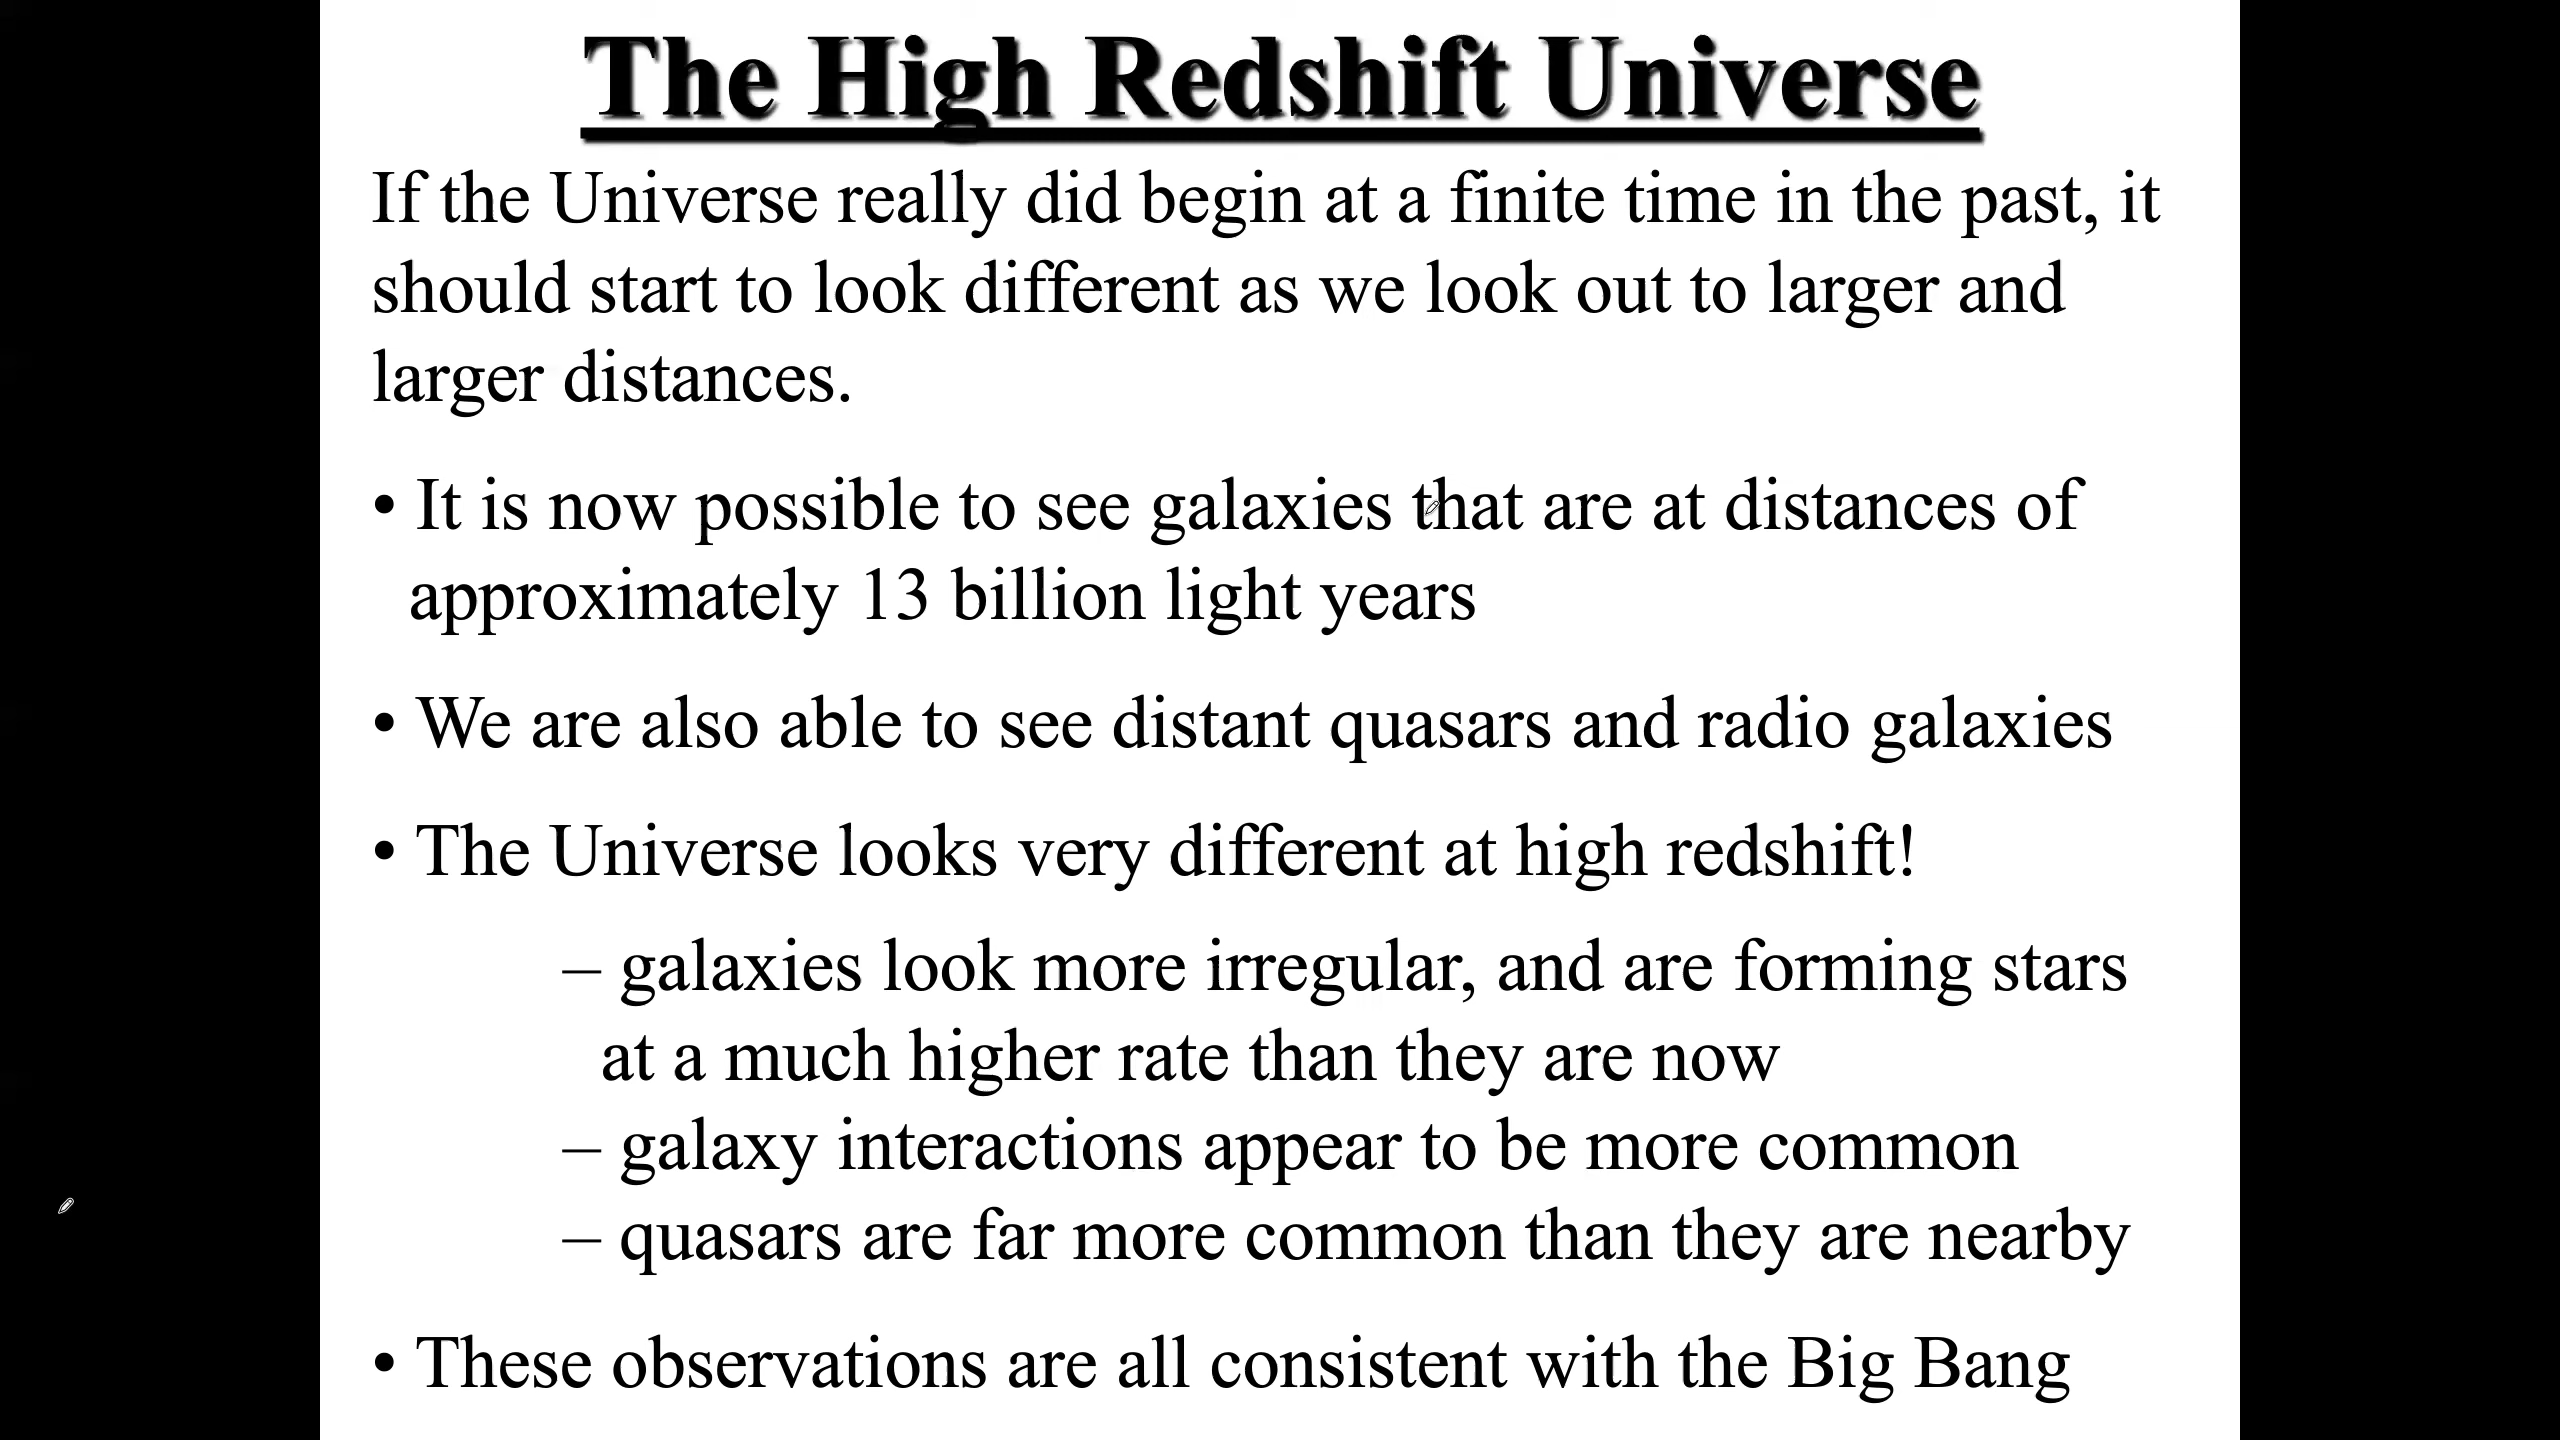 The High Redshift Universe
If the Universe really did begin at a finite time in the past, it
should start to look different as we look out to larger and
larger distances.
• It is now possible to see galaxies that are at distances of
approximately 13 billion light years
• We are also able to see distant quasars and radio galaxies
• The Universe looks very different at high redshift!
– galaxies look more irregular, and are forming stars
at a much higher rate than they are now
– galaxy interactions appear to be more common
– quasars are far more common than they are nearby
• These observations are all consistent with the Big Bang